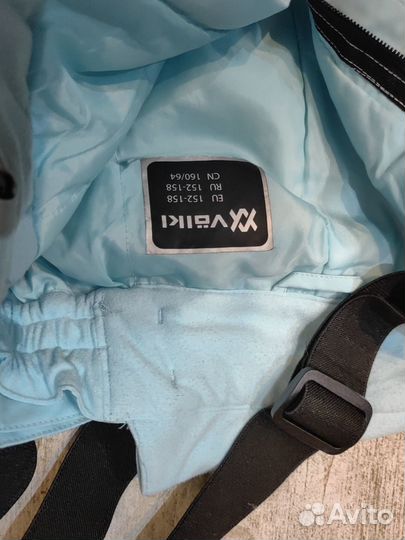 Völkl
EU 152-158
RU 152-158
CN 160/64
Avito